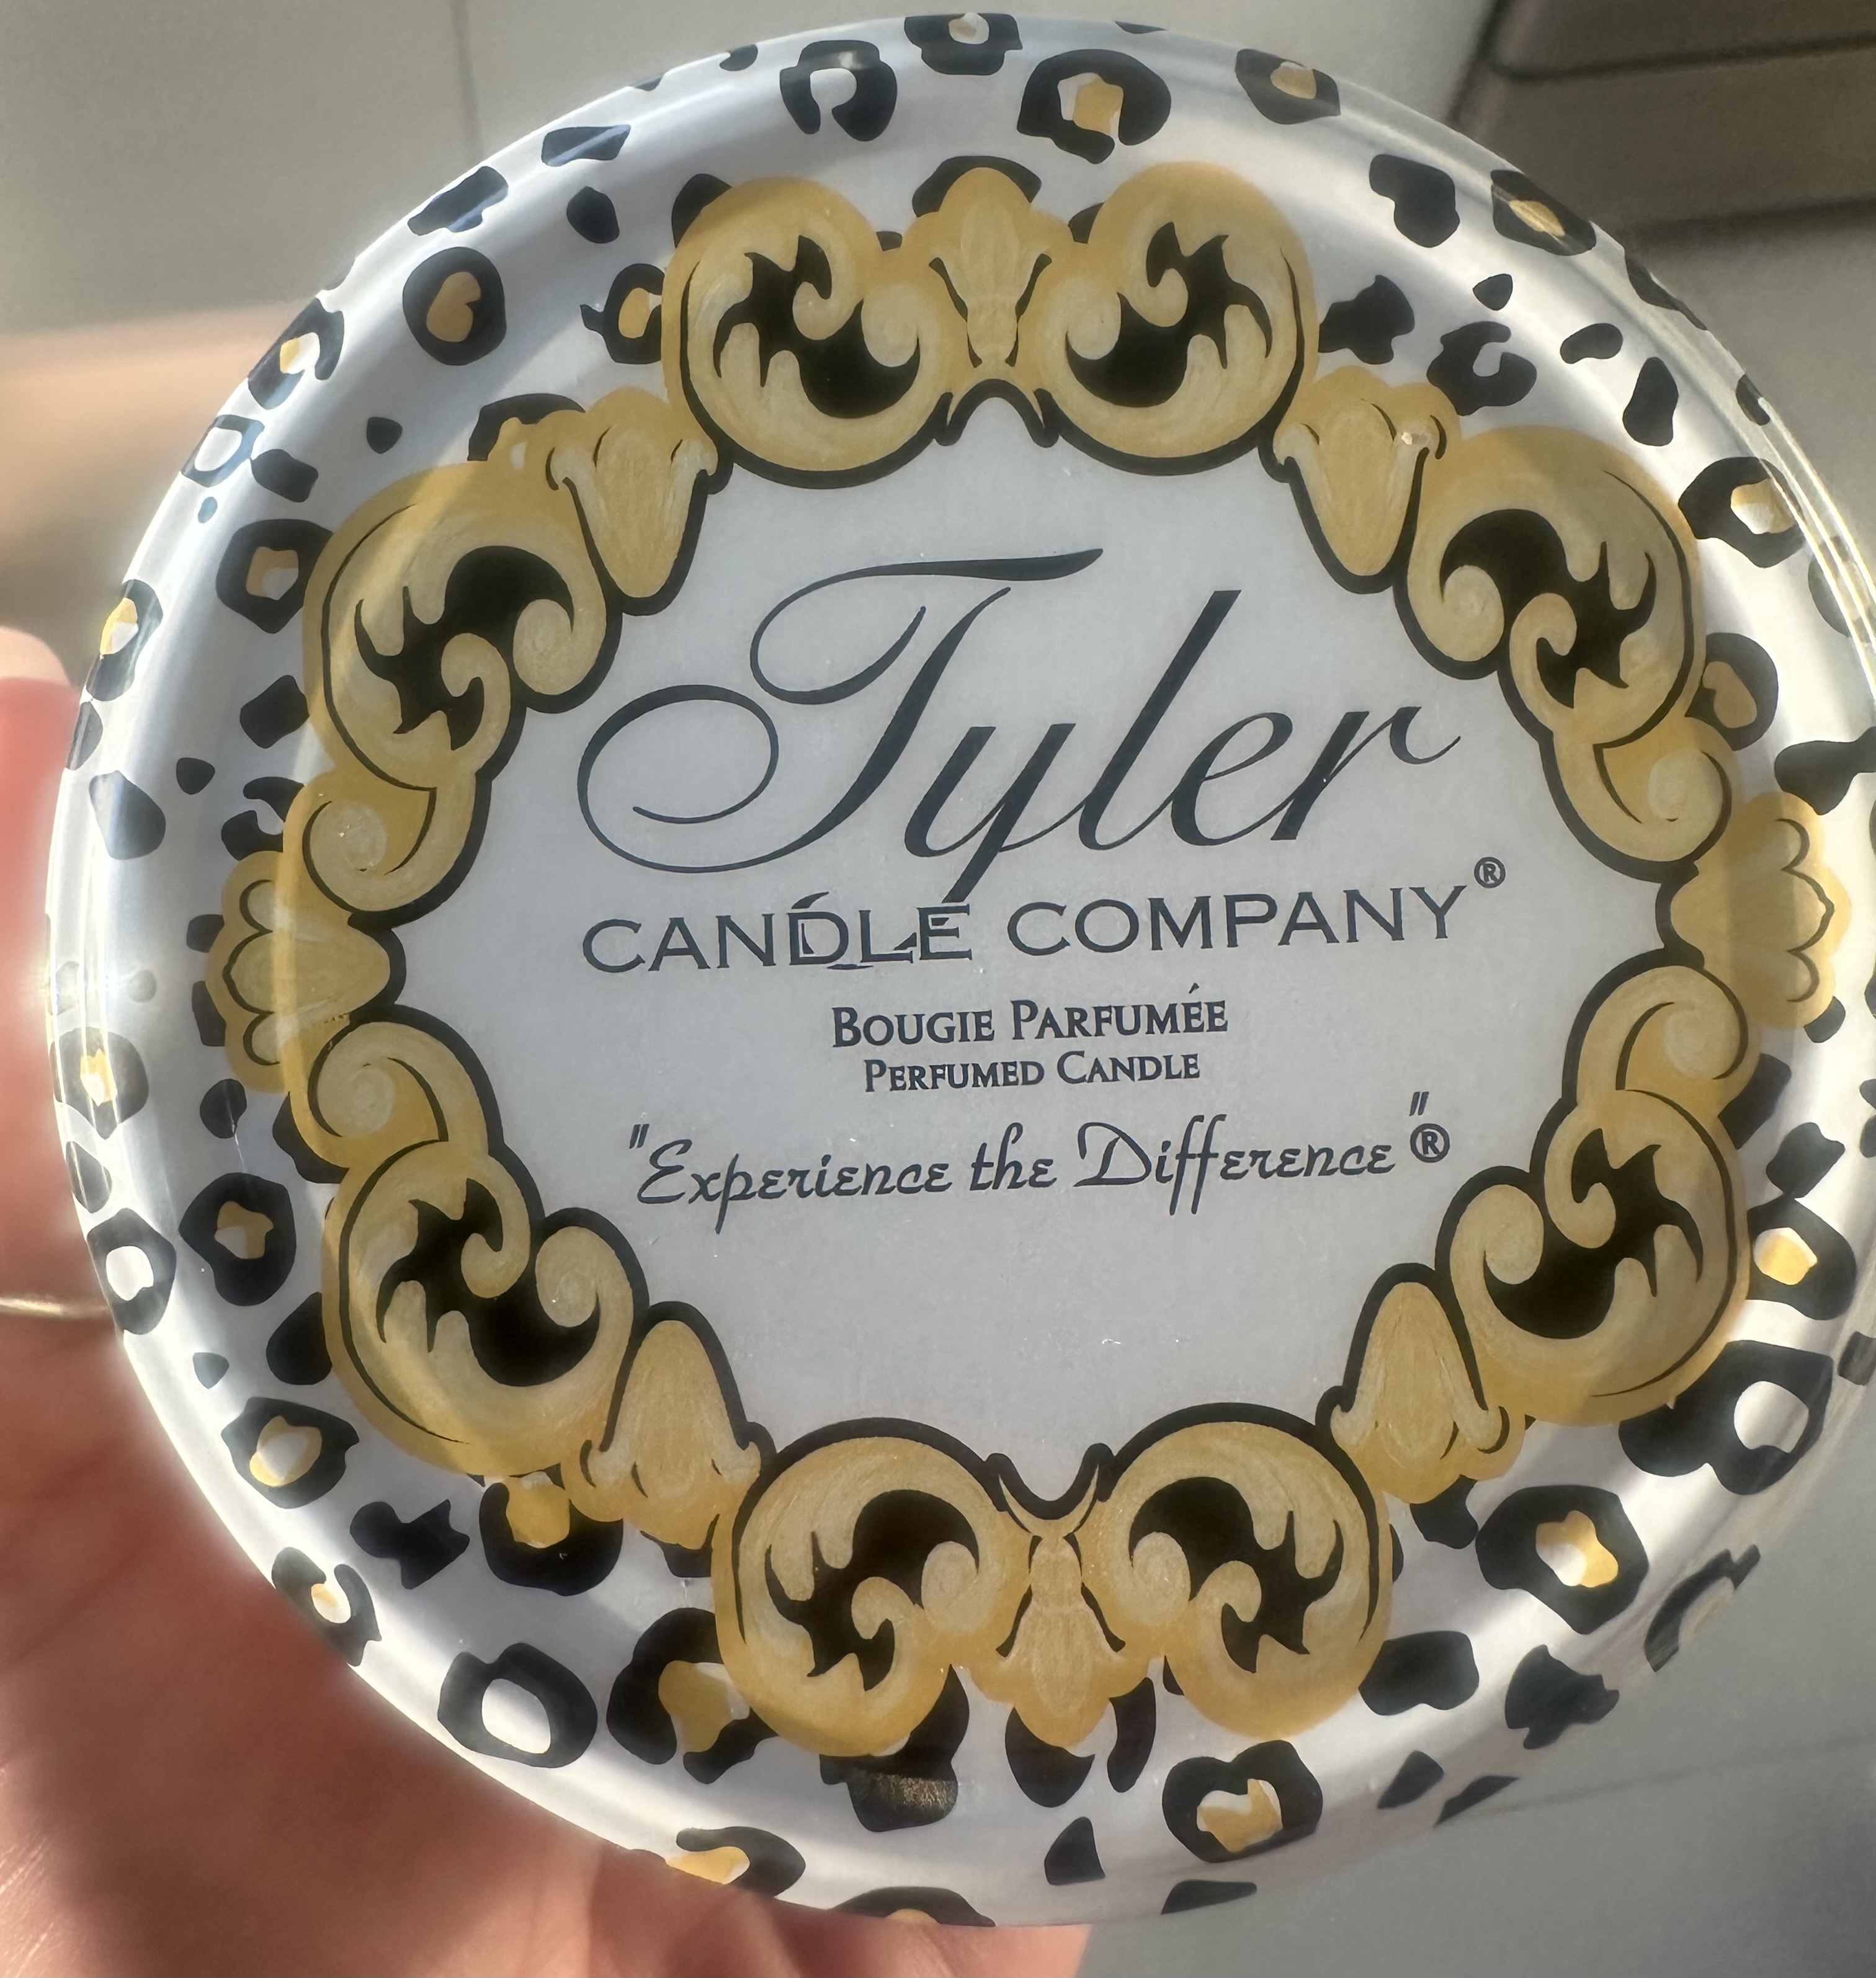 Tyler
CANDLE COMPANY®
BOUGIE PARFUMÉE
PERFUMED CANDLE
"Experience the Difference"®